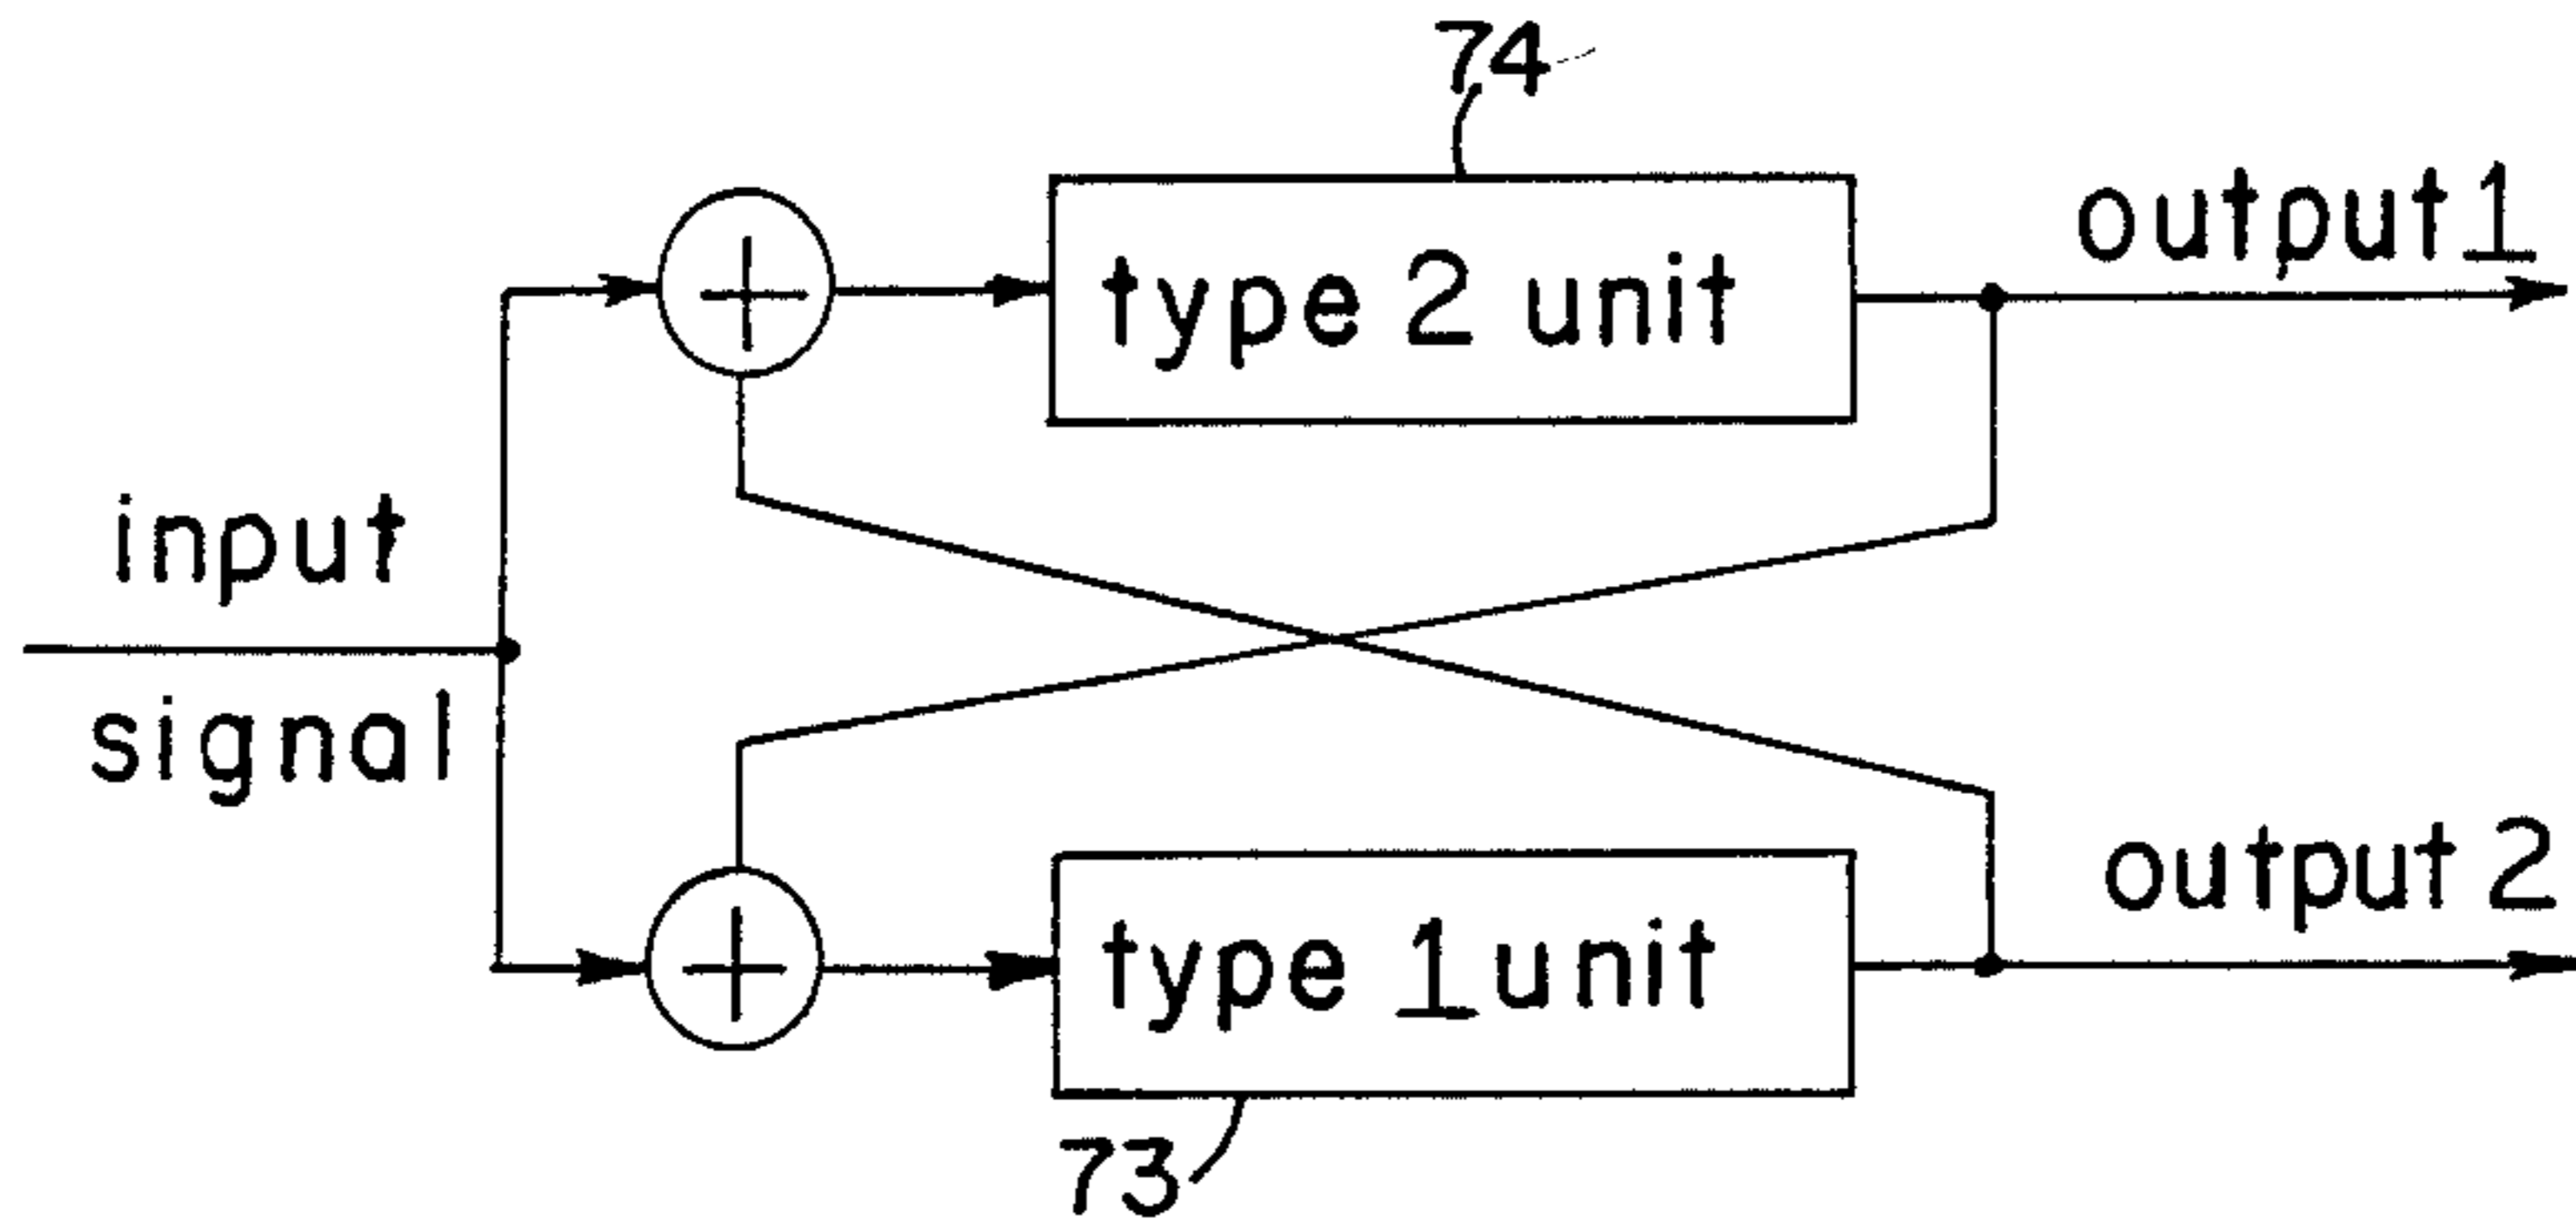 74
type 2 unit
output 1
input
signal
type 1 unit
output 2
73